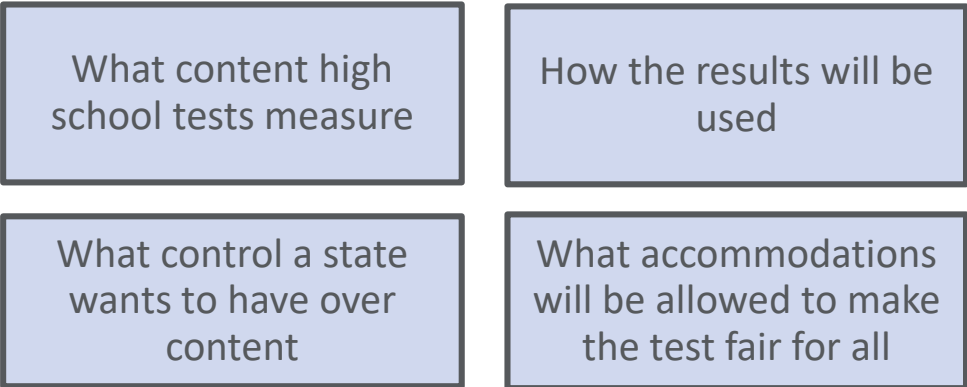 What content high
school tests measure
How the results will be
used
What control a state
wants to have over
content
What accommodations
will be allowed to make
the test fair for all